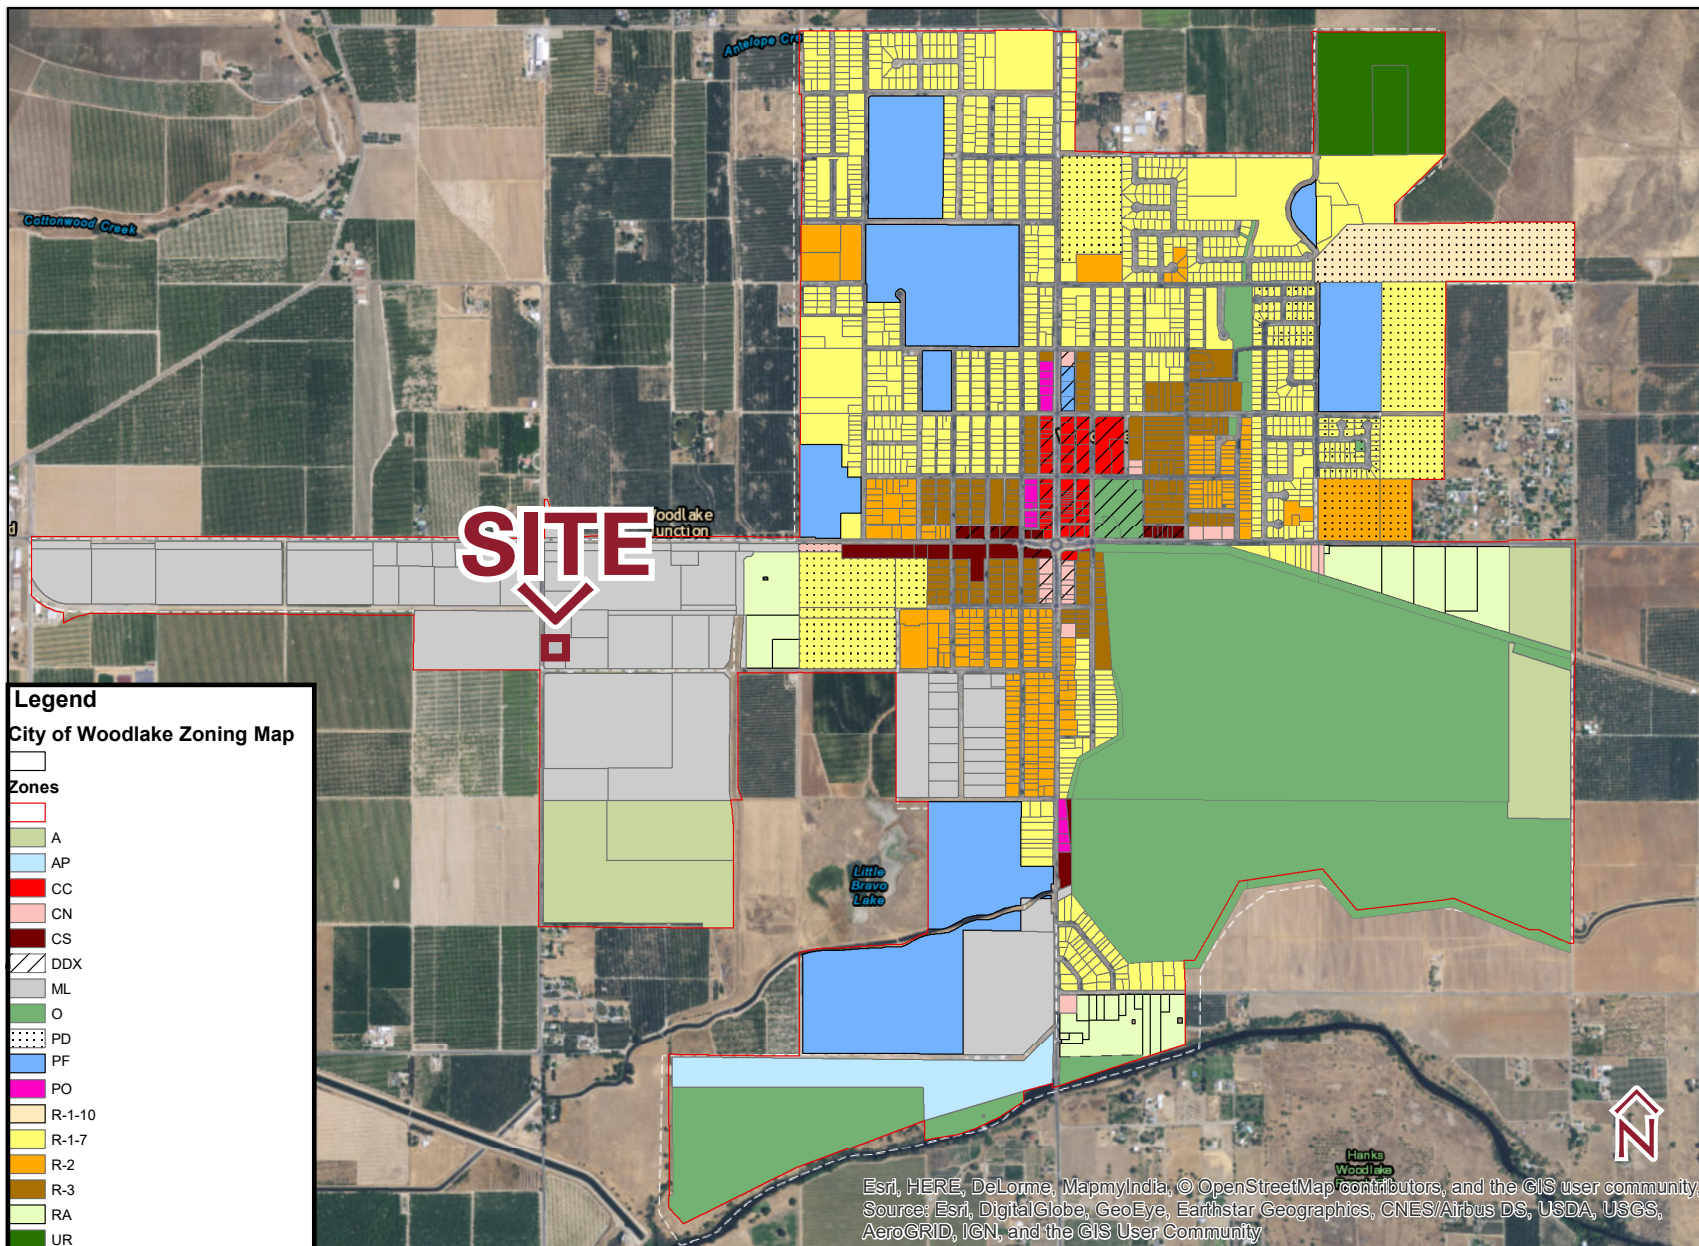 Antelope Cre
Cottonwood Creek
SITE
oodlake
unction
d
Little
Bravo
Lake
Legend
City of Woodlake Zoning Map
Zones
A
AP
CC
CN
CS
DDX
ML
O
PD
PF
PO
R-1-10
R-1-7
R-2
R-3
RA
UR
N
Hanks
Woodlake
Esri, HERE, DeLorme, MapmyIndia, © OpenStreetMap contributors, and the GIS user community,
Source: Esri, DigitalGlobe, GeoEye, Earthstar Geographics, CNES/Airbus DS, USDA, USGS,
AeroGRID, IGN, and the GIS User Community